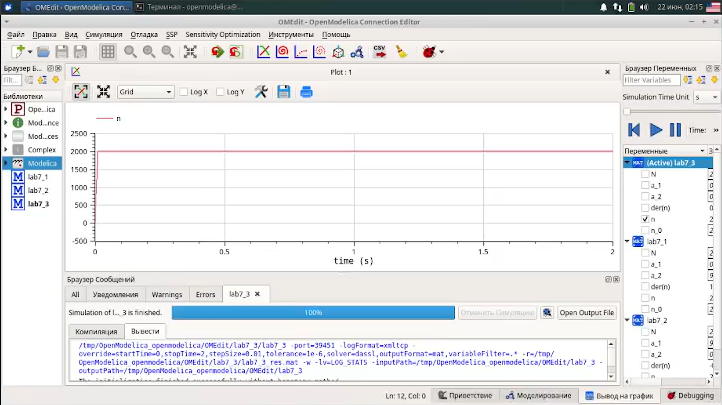 OMEdit - OpenModelica Conn...
Терминал - openmodelica@...
22 июн, 02:15
OMEdit - OpenModelica Connection Editor
Файл Правка Вид Симуляция Отладка SSP Sensitivity Optimization Инструменты Помощь
CSV
Браузер Б...
Филь...
Библиотеки
Ope...ica
Mod...nce
Mod...ces
Complex
Modelica
lab7_1
lab7_2
lab7_3
Plot : 1
Grid
Log X
Log Y
n
2500
2000
1500
1000
500
0
-500
0 0.5 1 1.5 2
time (s)
Браузер Сообщений
All Уведомления Warnings Errors lab7_3
Simulation of l..._3 is finished. 100% Отменить Симуляцию Open Output File
Компиляция Вывести
/tmp/OpenModelica_openmodelica/OMEdit/lab7_3/lab7_3 -port=39451 -logFormat=xmltcp -
override=startTime=0,stopTime=2,stepSize=0.01,tolerance=1e-6,solver=dassl,outputFormat=mat,variableFilter=.* -r=/tmp/
OpenModelica_openmodelica/OMEdit/lab7_3/lab7_3_res.mat -w -lv=LOG_STATS -inputPath=/tmp/OpenModelica_openmodelica/OMEdit/lab7_3 -
outputPath=/tmp/OpenModelica_openmodelica/OMEdit/lab7_3
Браузер Переменных
Filter Variables
Simulation Time Unit s
Time:
Переменные
(Active) lab7_3
N
a_1
a_2
der(n)
n
n_0
lab7_1
N
a_1
a_2
der(n)
n
n_0
lab7_2
N
a_1
a_2
der(n)
Ln: 12, Col: 0 Приветствие Моделирование Вывод на график Debugging